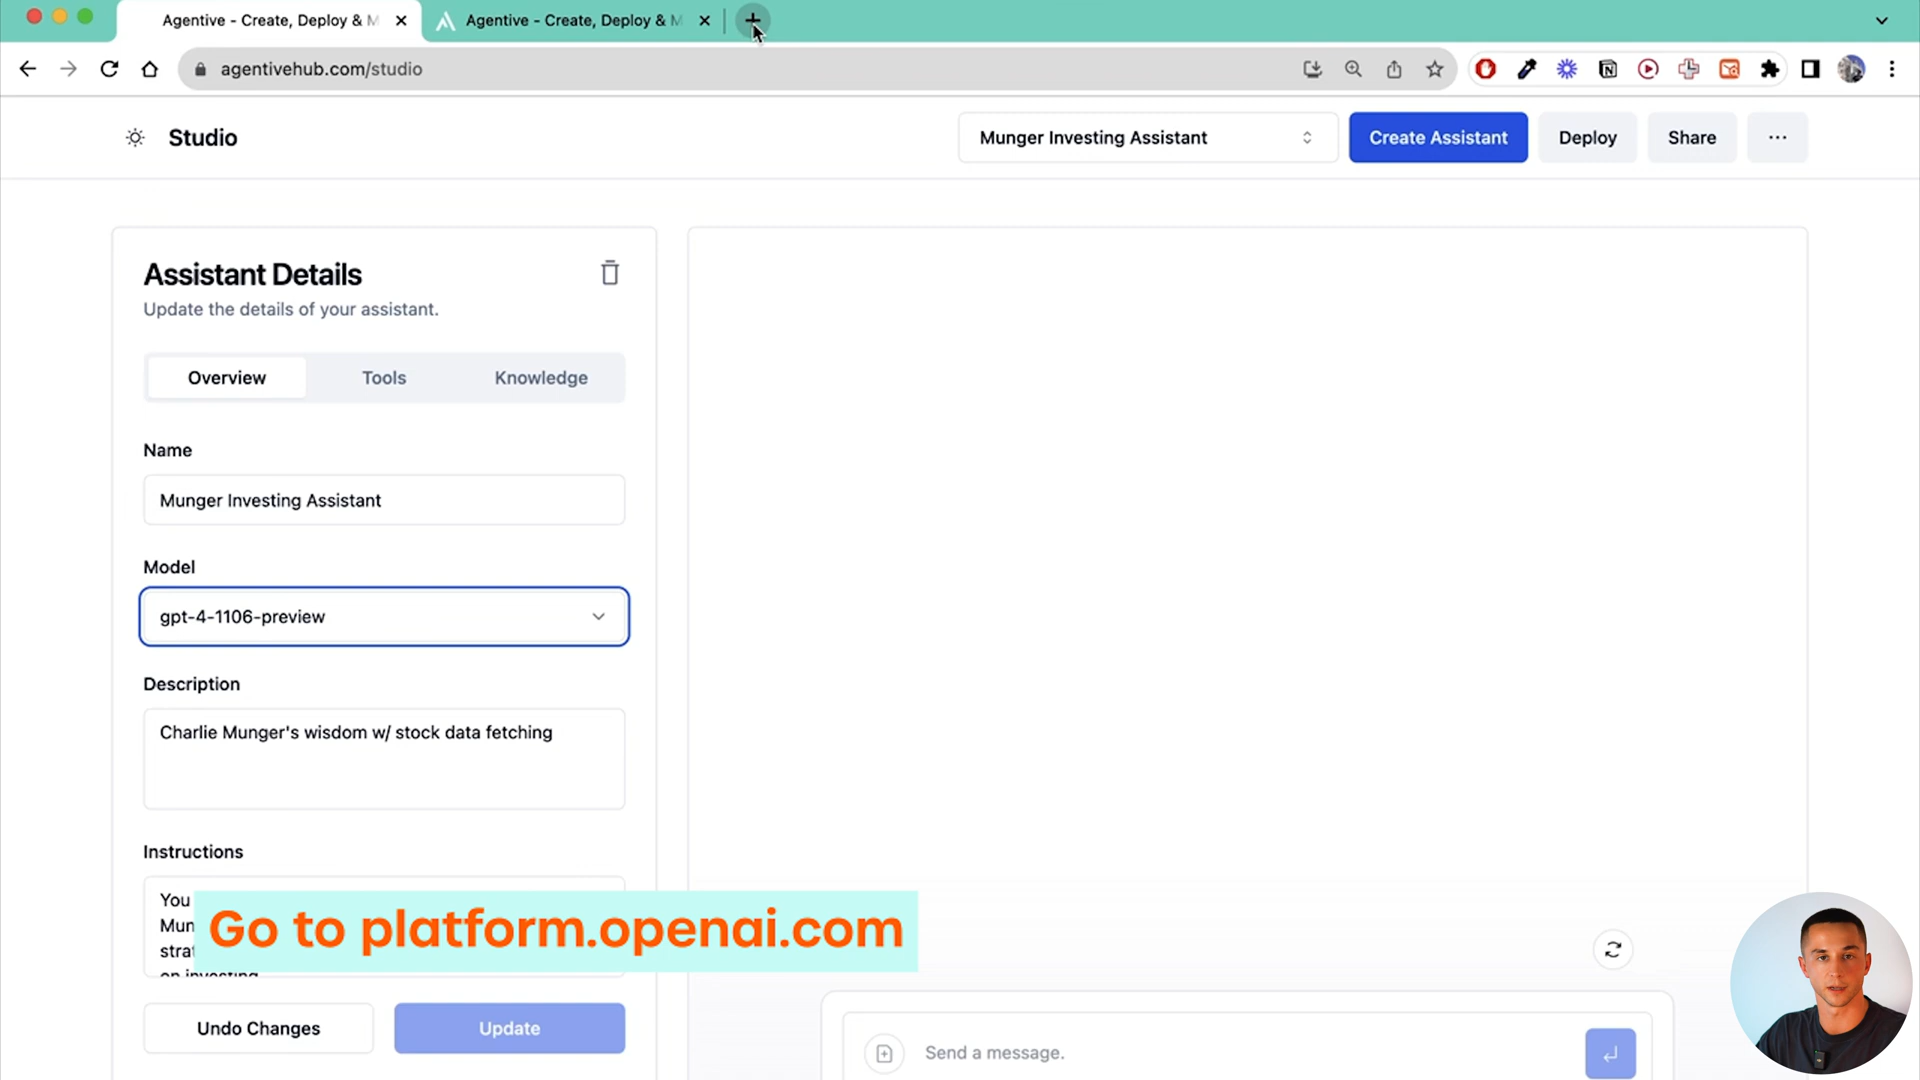 Agentive - Create, Deploy & M
Agentive - Create, Deploy & M
agentivehub.com/studio
Studio
Munger Investing Assistant
Create Assistant
Deploy
Share
Assistant Details
Update the details of your assistant.
Overview
Tools
Knowledge
Name
Munger Investing Assistant
Model
gpt-4-1106-preview
Description
Charlie Munger's wisdom w/ stock data fetching
Instructions
You
Mun
strat
on investing
Go to platform.openai.com
Undo Changes
Update
Send a message.